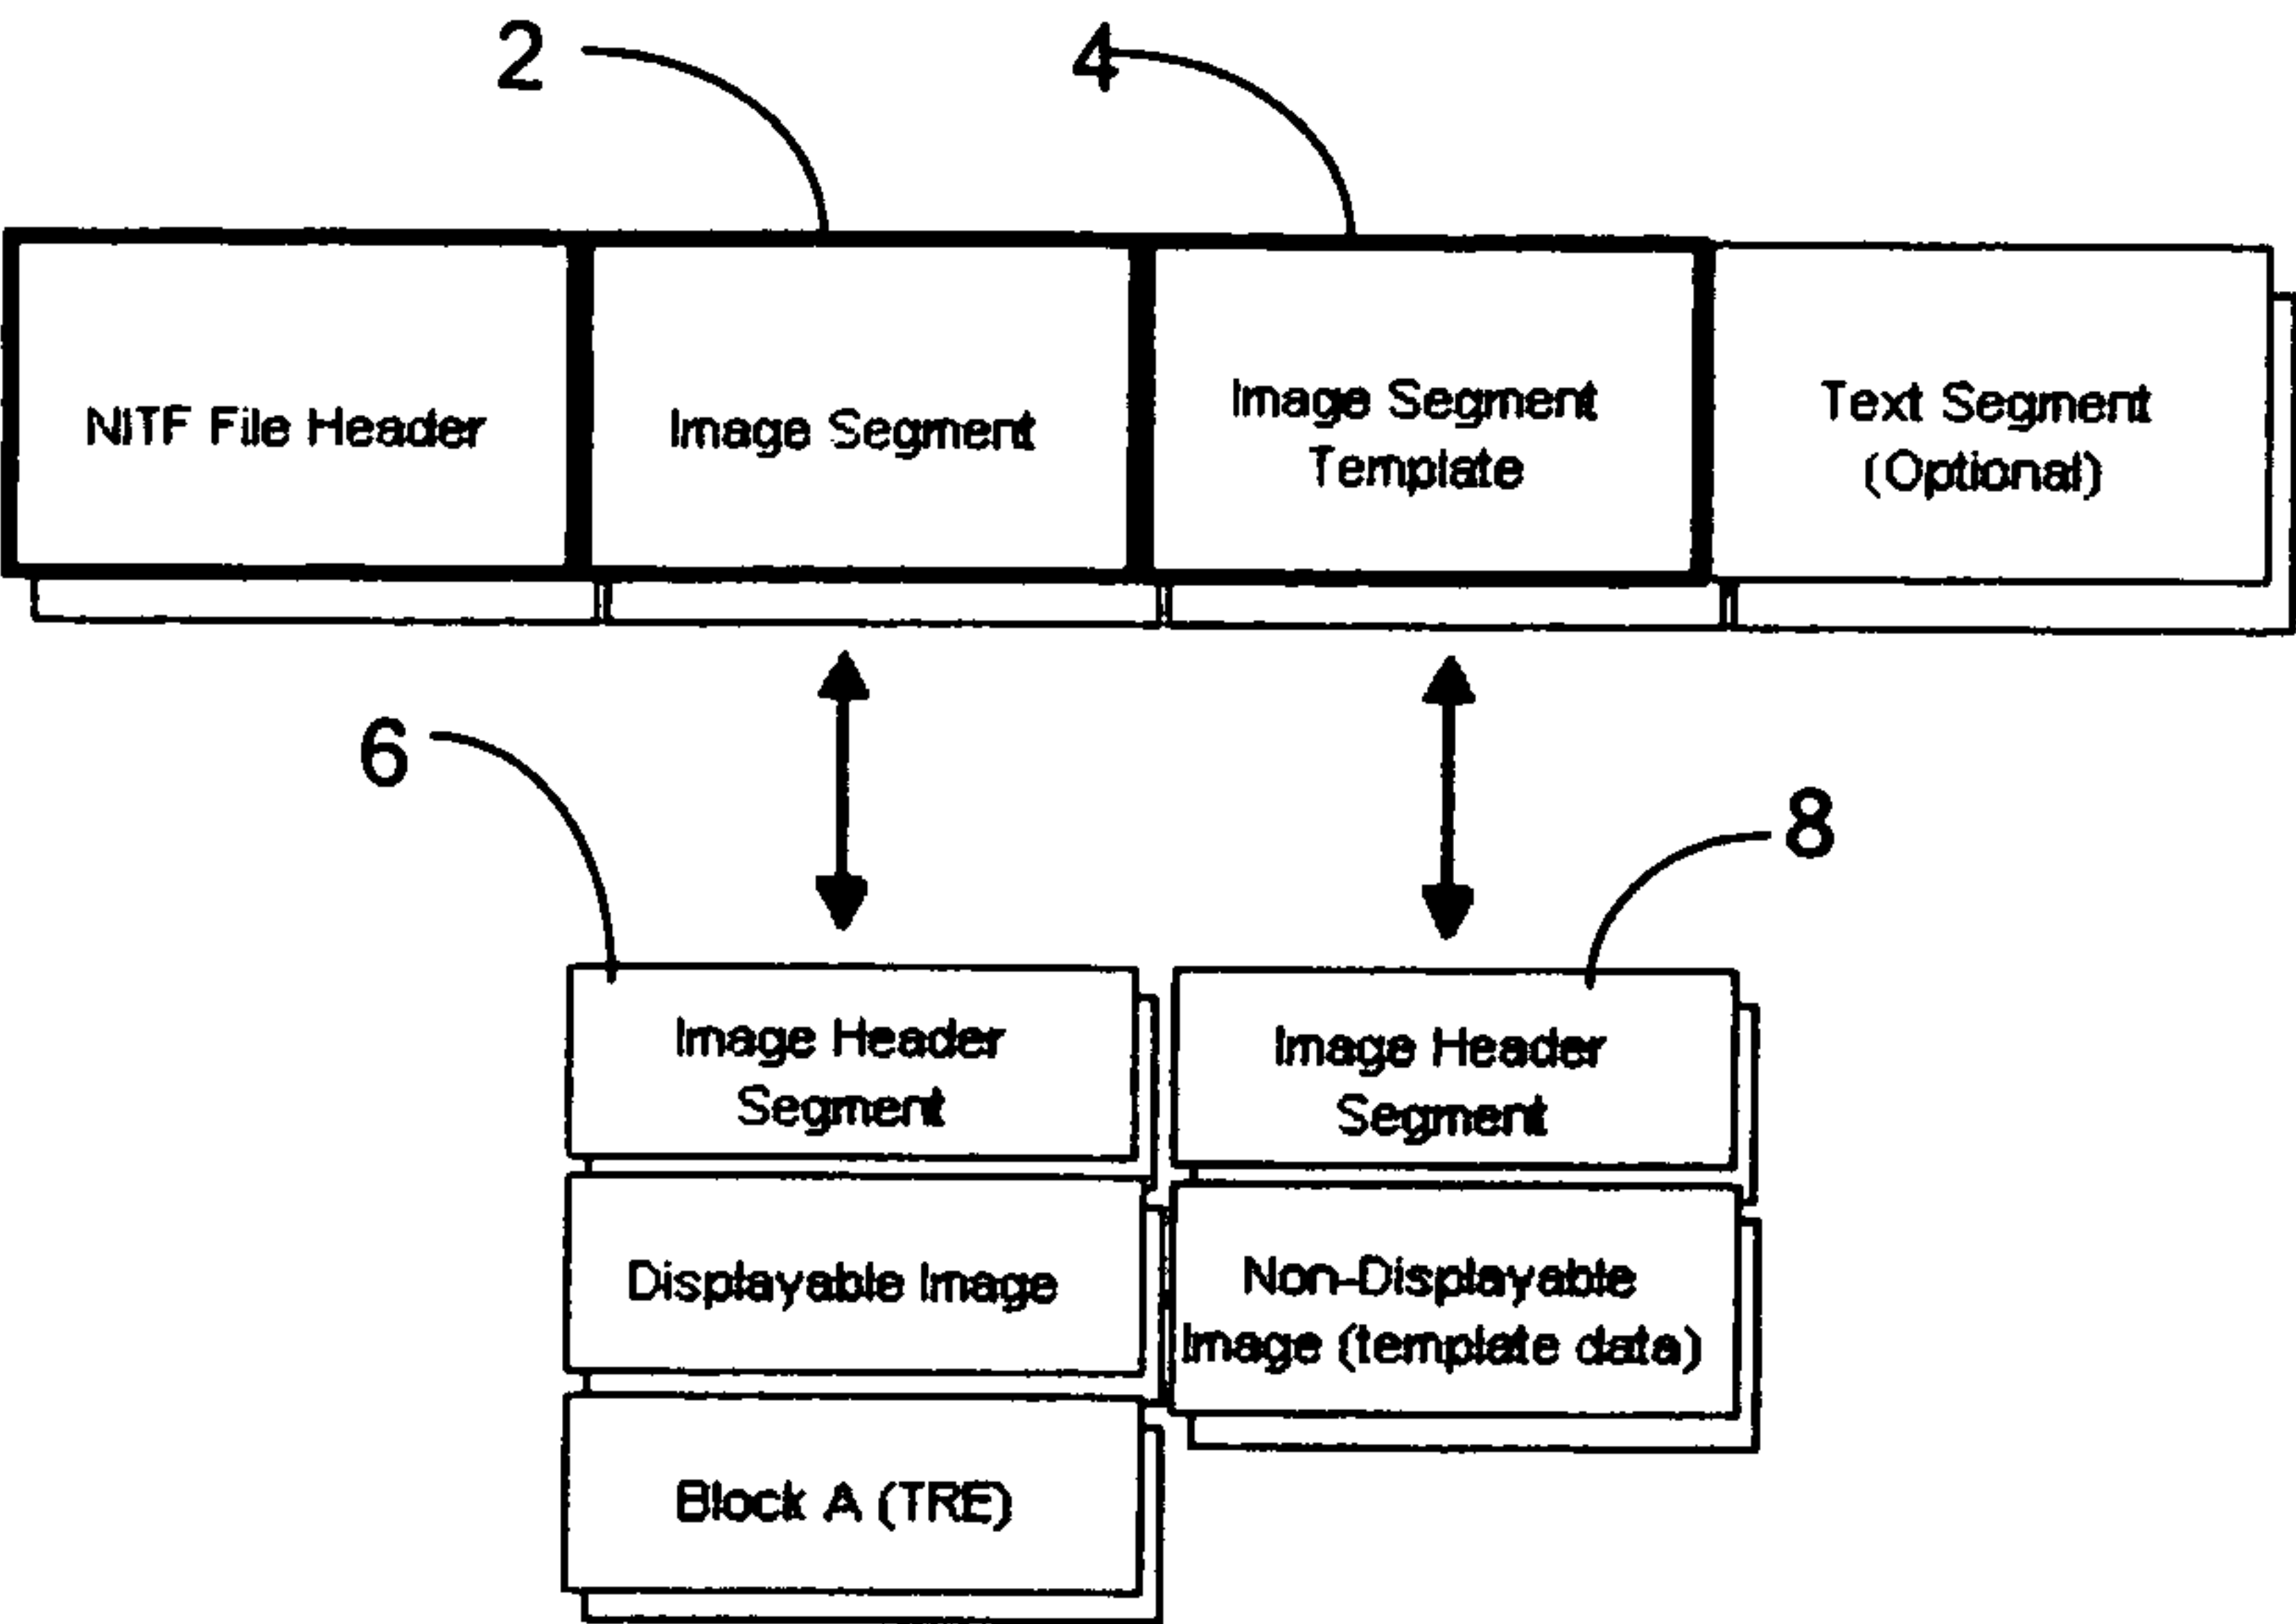 2
4
NITF File Header
Image Segment
Image Segment
Template
Text Segment
(Optional)
6
8
Image Header
Segment
Image Header
Segment
Displayable Image
Non-Displayable
Image (template data)
Block A (TRE)